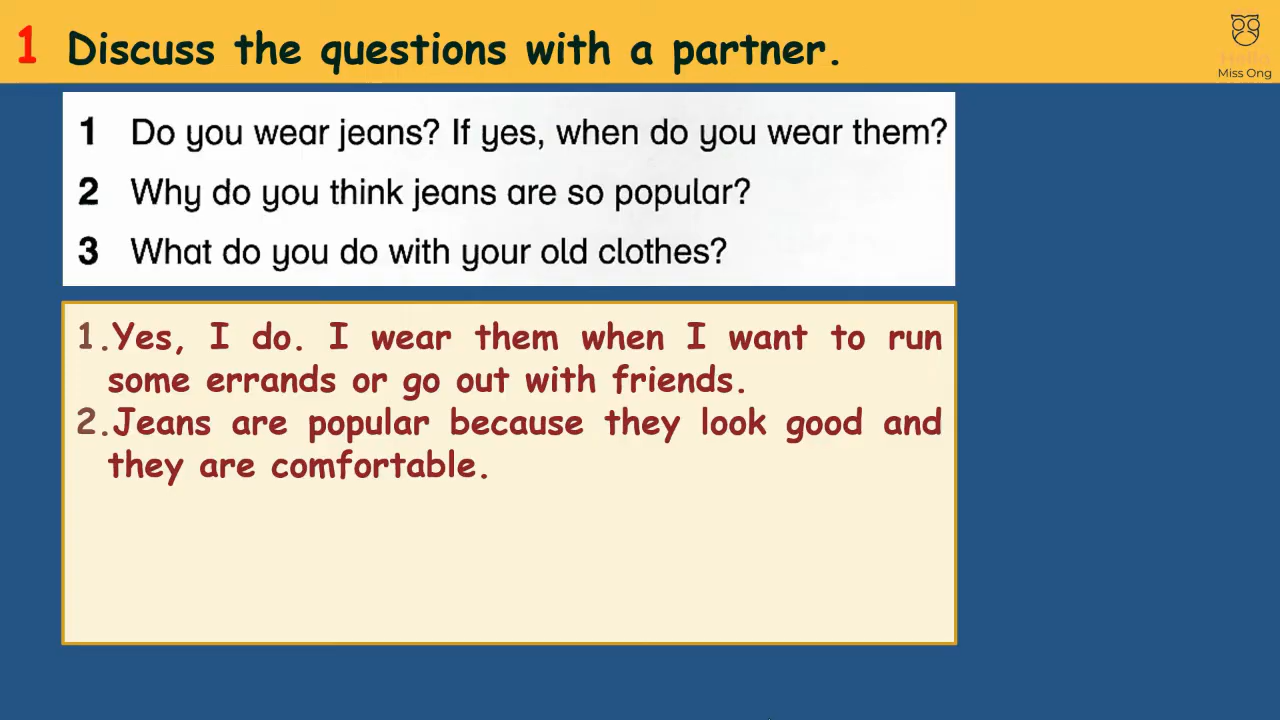 1 Discuss the questions with a partner.
Hello
Miss Ong
1 Do you wear jeans? If yes, when do you wear them?
2 Why do you think jeans are so popular?
3 What do you do with your old clothes?
1.Yes, I do. I wear them when I want to run
some errands or go out with friends.
2.Jeans are popular because they look good and
they are comfortable.